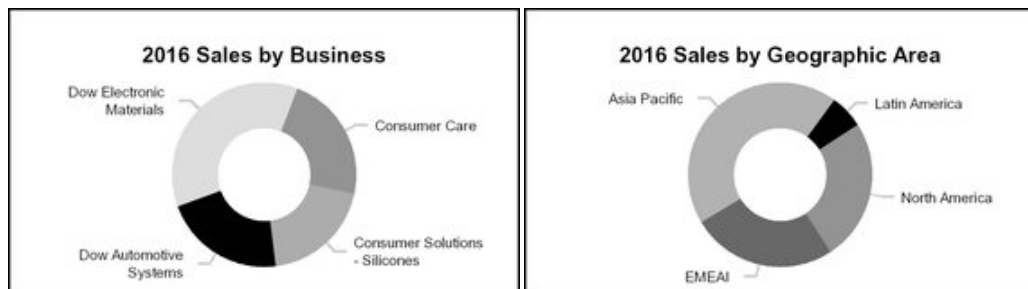 2016 Sales by Business
Dow Electronic
Materials
Consumer Care
Dow Automotive
Systems
Consumer Solutions
- Silicones
2016 Sales by Geographic Area
Asia Pacific
Latin America
North America
EMEAI